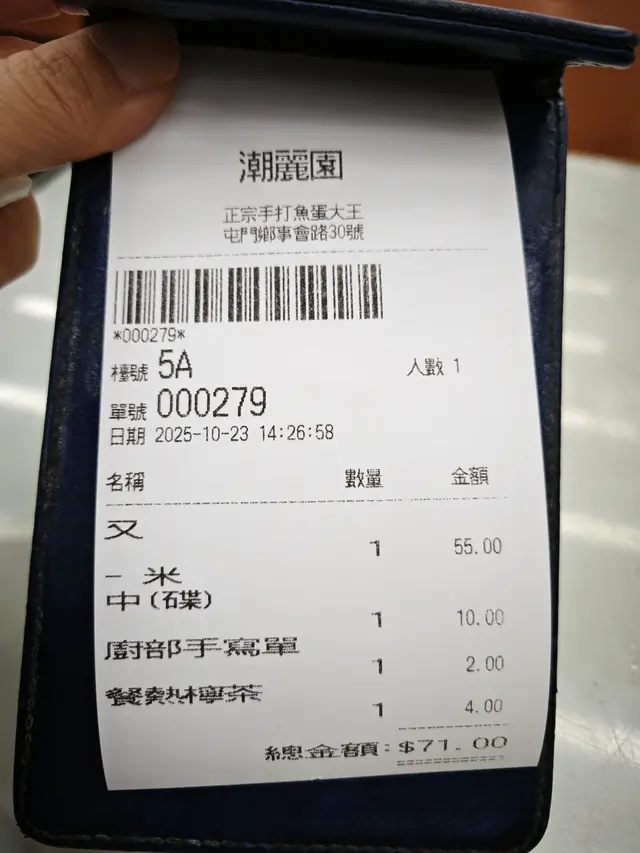 潮麗園
正宗手打魚蛋大王
屯門鄉事會路30號
*000279*
檯號 5A 人數 1
單號 000279
日期 2025-10-23 14:26:58
名稱 數量 金額
又 1 55.00
- 米
中(碟) 1 10.00
廚部手寫單 1 2.00
餐熱檸茶 1 4.00
總金額:$71.00